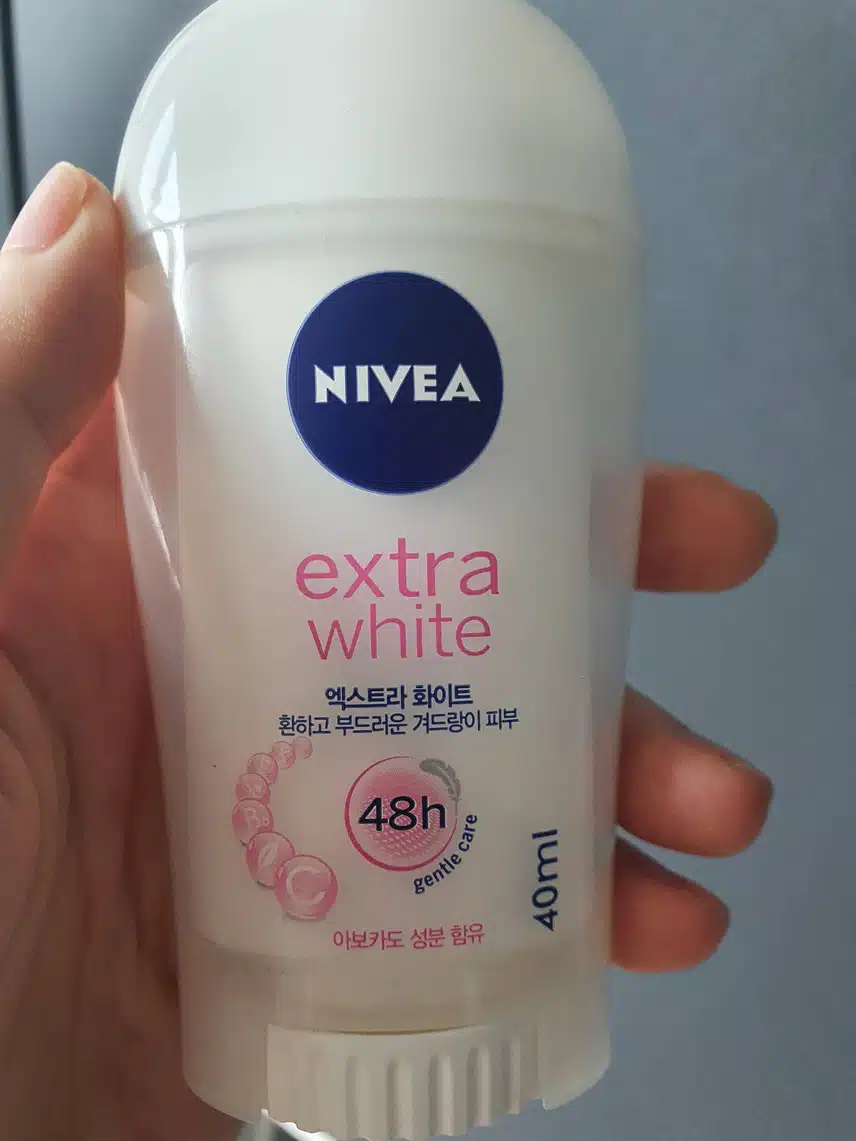 NIVEA
extra
white
엑스트라 화이트
환하고 부드러운 겨드랑이 피부
48h
gentle care
C
40ml
아보카도 성분 함유